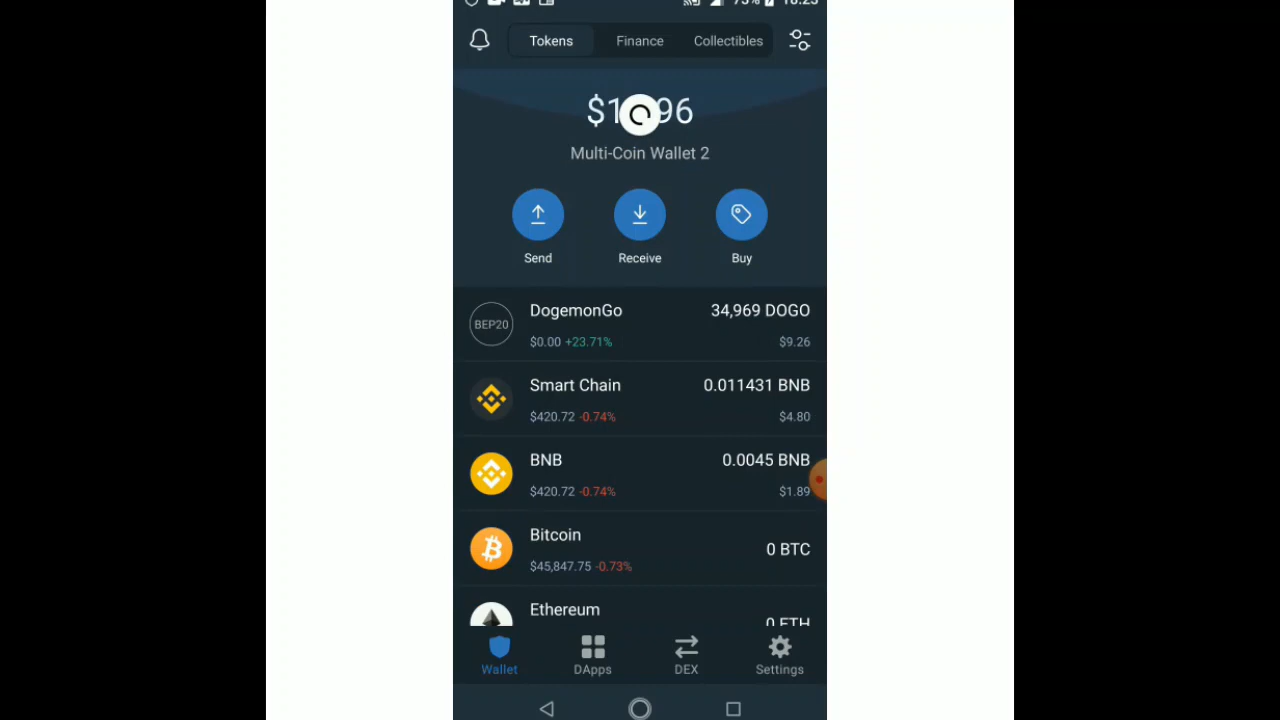 Tokens Finance Collectibles
Multi-Coin Wallet 2
Send Receive Buy
BEP20 DogemonGo 34,969 DOGO
$0.00 +23.71% $9.26
Smart Chain 0.011431 BNB
$420.72 -0.74% $4.80
BNB 0.0045 BNB
$420.72 -0.74% $1.89
Bitcoin 0 BTC
$45,847.75 -0.73%
Ethereum 0 ETH
Wallet DApps DEX Settings